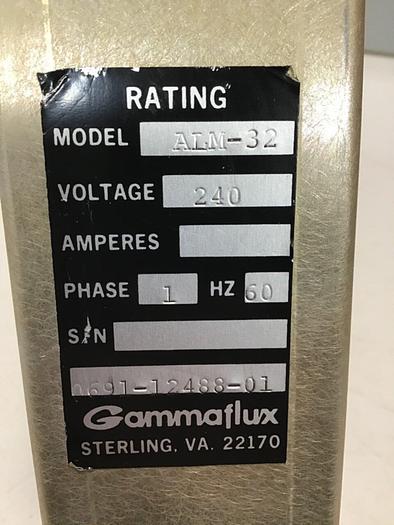 RATING
MODEL ALM-32
VOLTAGE 240
AMPERES
PHASE 1 HZ 60
S/N
0691-12488-01
Gammaflux
STERLING, VA. 22170